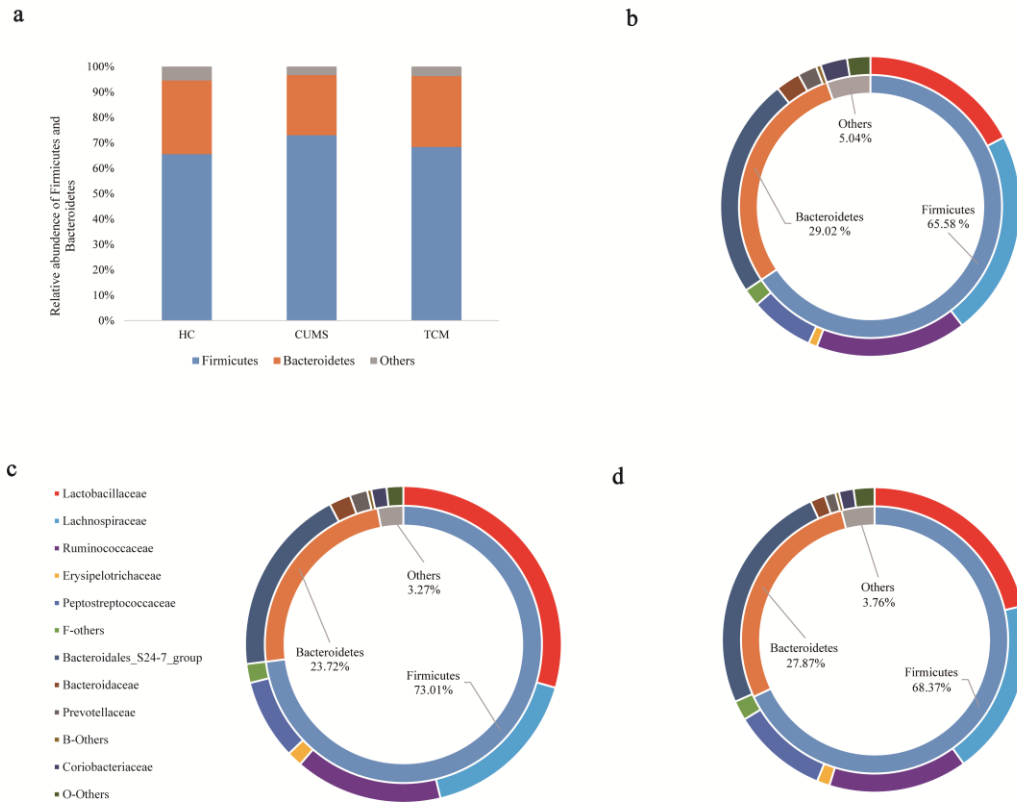 a
Relative abundance of Firmicutes and
Bacteroidetes
100%
90%
80%
70%
60%
50%
40%
30%
20%
10%
0%
HC
CUMS
TCM
Firmicutes
Bacteroidetes
Others
b
Others
5.04%
Bacteroidetes
29.02 %
Firmicutes
65.58 %
c
Lactobacillaceae
Lachnospiraceae
Ruminococcaceae
Erysipelotrichaceae
Peptostreptococcaceae
F-others
Bacteroidales_S24-7_group
Bacteroidaceae
Prevotellaceae
B-Others
Coriobacteriaceae
O-Others
Others
3.27%
Bacteroidetes
23.72%
Firmicutes
73.01%
d
Others
3.76%
Bacteroidetes
27.87%
Firmicutes
68.37%